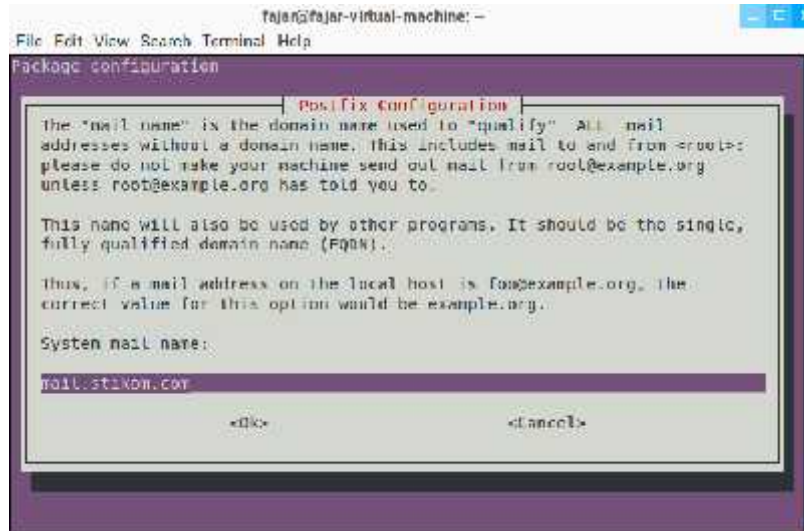 fajar@fajar-virtual-machine: ~
File Edit View Search Terminal Help
Package configuration
Postfix Configuration
The "mail name" is the domain name used to "qualify" _ALL_ mail
addresses without a domain name. This includes mail to and from <root>:
please do not make your machine send out mail from root@example.org
unless root@example.org has told you to.
This name will also be used by other programs. It should be the single,
fully qualified domain name (FQDN).
Thus, if a mail address on the local host is foo@example.org, the
correct value for this option would be example.org.
System mail name:
mail.stikom.com
<Ok> <Cancel>